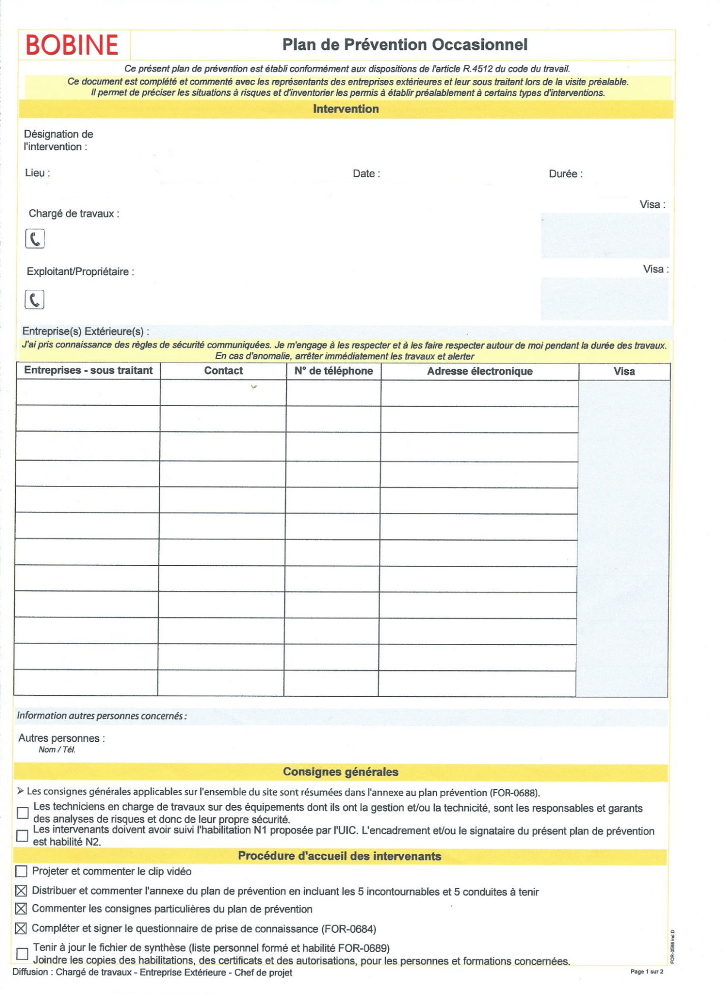 BOBINE
Plan de Prévention Occasionnel
Ce présent plan de prévention est établi conformément aux dispositions de l'article R.4512 du code du travail.
Ce document est complété et commenté avec les représentants des entreprises extérieures et leur sous traitant lors de la visite préalable.
Il permet de préciser les situations à risques et d'inventorier les permis à établir préalablement à certains types d'interventions.
Intervention
Désignation de
l'intervention :
Lieu : Date : Durée :
Visa :
Chargé de travaux :
Exploitant/Propriétaire : Visa :
Entreprise(s) Extérieure(s) :
J'ai pris connaissance des règles de sécurité communiquées. Je m'engage à les respecter et à les faire respecter autour de moi pendant la durée des travaux.
En cas d'anomalie, arrêter immédiatement les travaux et alerter
Entreprises - sous traitant Contact N° de téléphone Adresse électronique Visa
Information autres personnes concernés :
Autres personnes :
Nom / Tél.
Consignes générales
➢ Les consignes générales applicables sur l'ensemble du site sont résumées dans l'annexe au plan prévention (FOR-0688).
Les techniciens en charge de travaux sur des équipements dont ils ont la gestion et/ou la technicité, sont les responsables et garants
des analyses de risques et donc de leur propre sécurité.
Les intervenants doivent avoir suivi l'habilitation N1 proposée par l'UIC. L'encadrement et/ou le signataire du présent plan de prévention
est habilité N2.
Procédure d'accueil des intervenants
Projeter et commenter le clip vidéo
Distribuer et commenter l'annexe du plan de prévention en incluant les 5 incontournables et 5 conduites à tenir
Commenter les consignes particulières du plan de prévention
Compléter et signer le questionnaire de prise de connaissance (FOR-0684)
Tenir à jour le fichier de synthèse (liste personnel formé et habilité FOR-0689)
Joindre les copies des habilitations, des certificats et des autorisations, pour les personnes et formations concernées.
Diffusion : Chargé de travaux - Entreprise Extérieure - Chef de projet
Page 1 sur 2
FOR-0588 ind.D